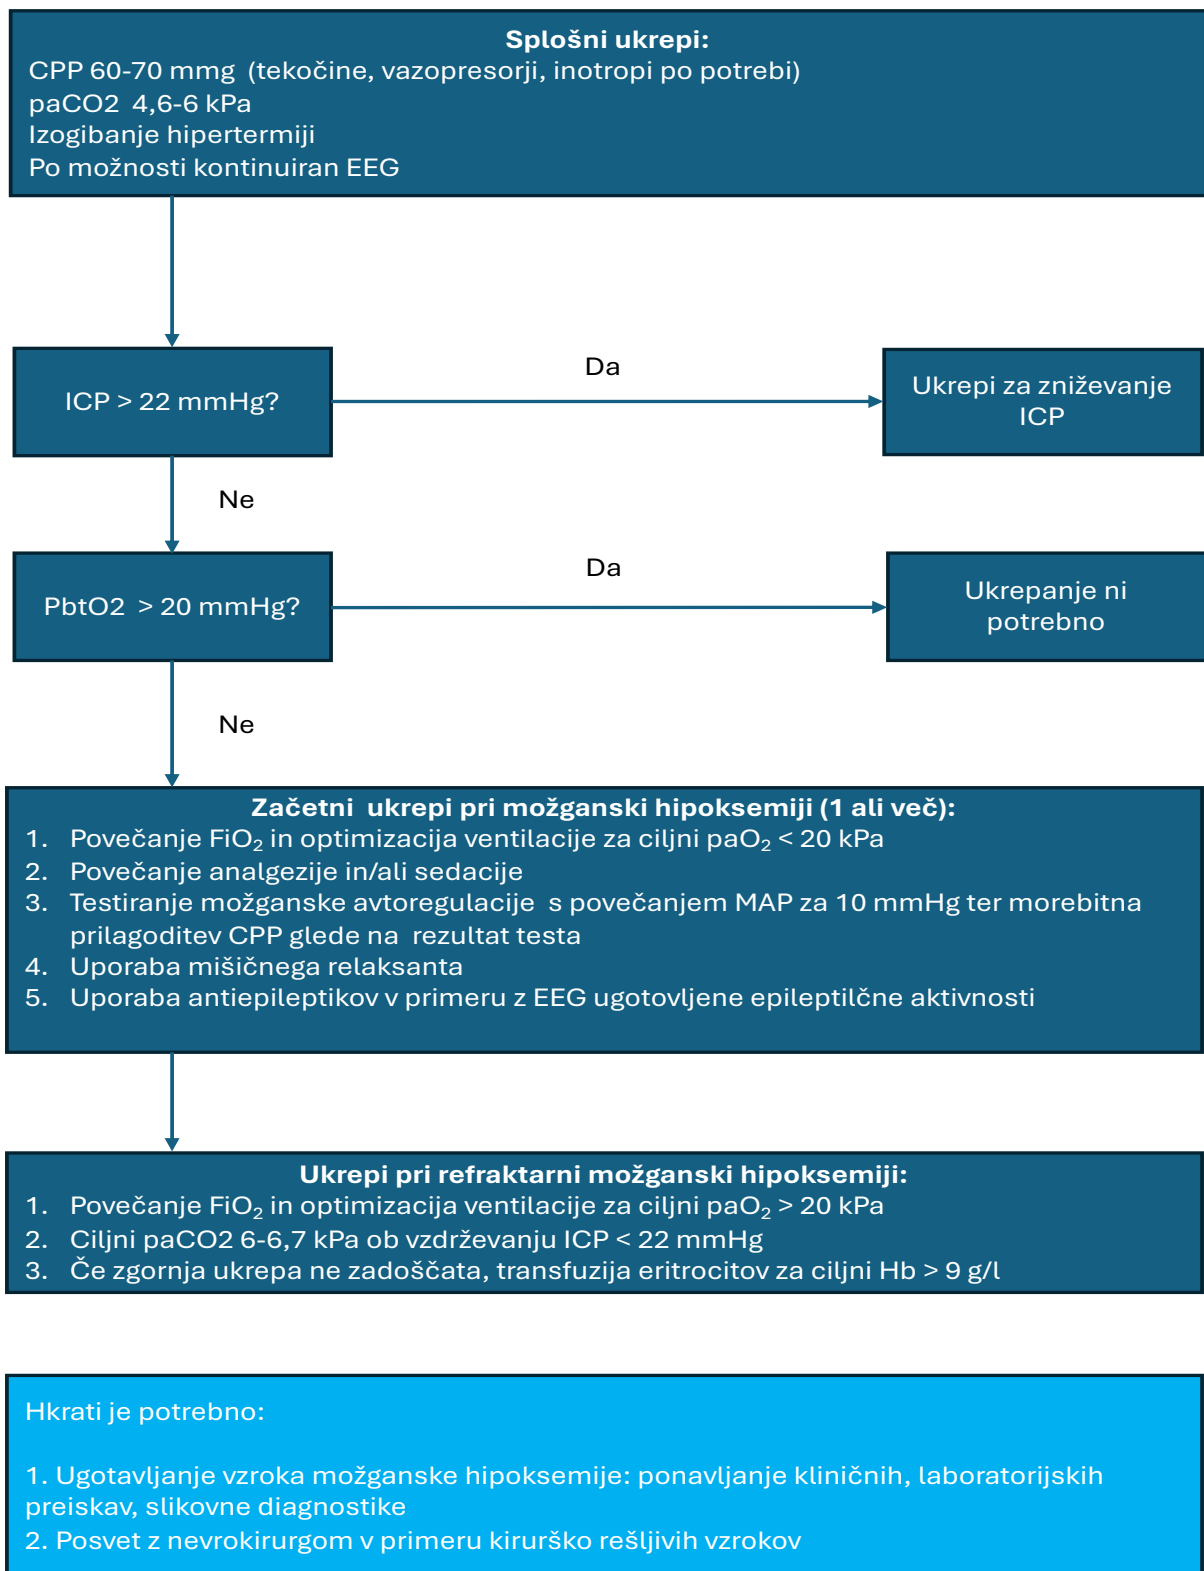 Splošni ukrepi:
CPP 60-70 mmg  (tekočine, vazopresorji, inotropi po potrebi)
paCO2  4,6-6 kPa
Izogibanje hipertermiji
Po možnosti kontinuiran EEG
ICP > 22 mmHg?
Da
Ukrepi za zniževanje
ICP
Ne
PbtO2  > 20 mmHg?
Da
Ukrepanje ni
potrebno
Ne
Začetni  ukrepi pri možganski hipoksemiji (1 ali več):
1. Povečanje FiO₂ in optimizacija ventilacije za ciljni paO₂ < 20 kPa
2. Povečanje analgezije in/ali sedacije
3. Testiranje možganske avtoregulacije  s povečanjem MAP za 10 mmHg ter morebitna
prilagoditev CPP glede na  rezultat testa
4. Uporaba mišičnega relaksanta
5. Uporaba antiepileptikov v primeru z EEG ugotovljene epileptilčne aktivnosti
Ukrepi pri refraktarni možganski hipoksemiji:
1. Povečanje FiO₂ in optimizacija ventilacije za ciljni paO₂ > 20 kPa
2. Ciljni paCO2 6-6,7 kPa ob vzdrževanju ICP < 22 mmHg
3. Če zgornja ukrepa ne zadoščata, transfuzija eritrocitov za ciljni Hb > 9 g/l
Hkrati je potrebno:
1. Ugotavljanje vzroka možganske hipoksemije: ponavljanje kliničnih, laboratorijskih
preiskav, slikovne diagnostike
2. Posvet z nevrokirurgom v primeru kirurško rešljivih vzrokov